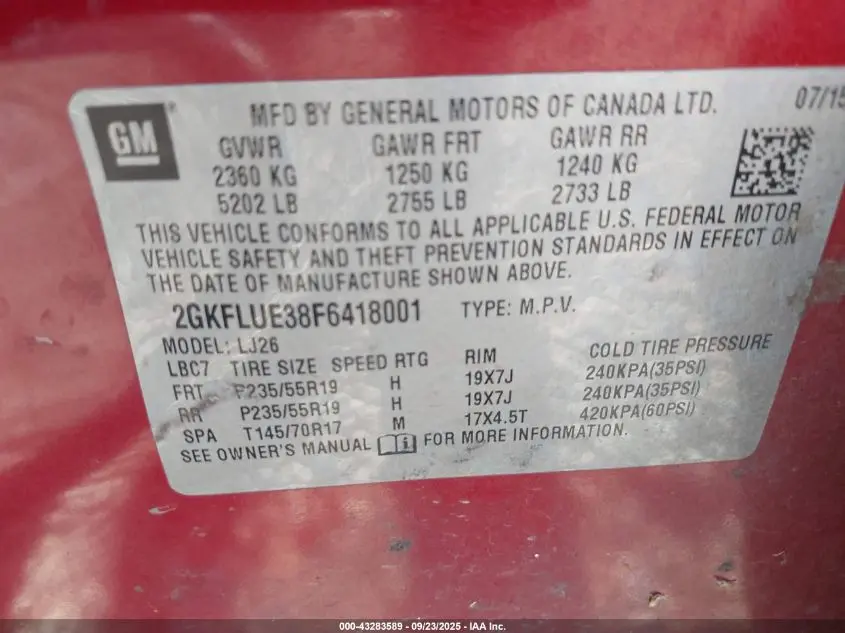 GM ® MFD BY GENERAL MOTORS OF CANADA LTD. 07/15
GVWR GAWR FRT GAWR RR
2360 KG 1250 KG 1240 KG
5202 LB 2755 LB 2733 LB
THIS VEHICLE CONFORMS TO ALL APPLICABLE U.S. FEDERAL MOTOR
VEHICLE SAFETY AND THEFT PREVENTION STANDARDS IN EFFECT ON
THE DATE OF MANUFACTURE SHOWN ABOVE.
2GKFLUE38F6418001 TYPE: M.P.V.
MODEL: LJ26
LBC7 TIRE SIZE SPEED RTG RIM COLD TIRE PRESSURE
FRT P235/55R19 H 19X7J 240KPA(35PSI)
RR P235/55R19 H 19X7J 240KPA(35PSI)
SPA T145/70R17 M 17X4.5T 420KPA(60PSI)
SEE OWNER'S MANUAL FOR MORE INFORMATION.
000-43283589 - 09/23/2025 - IAA Inc.